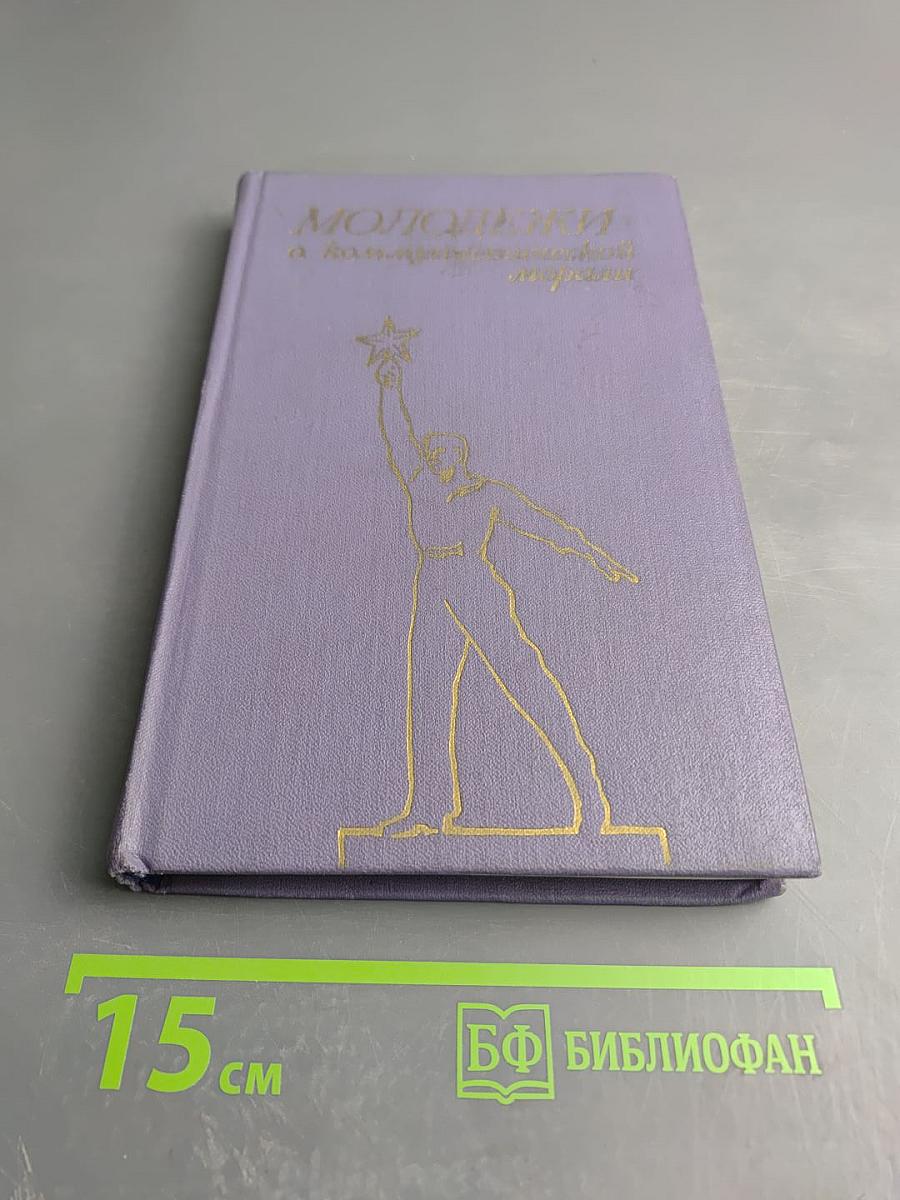 МОЛОДЕЖИ
о коммунистической
морали
15 см
БФ БИБЛИОФАН